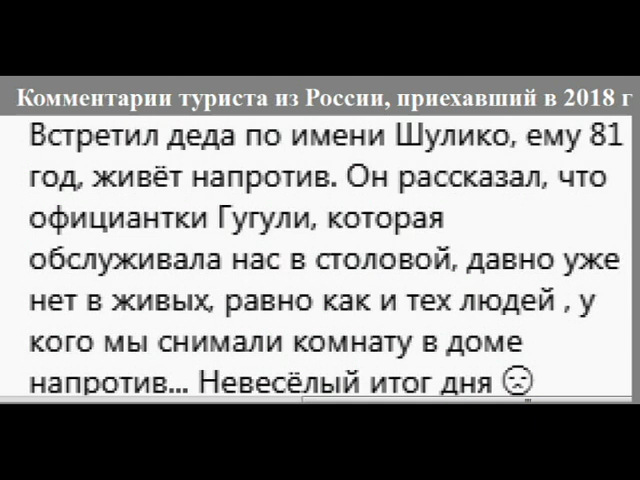 Комментарии туриста из России, приехавший в 2018 г
Встретил деда по имени Шулико, ему 81
год, живёт напротив. Он рассказал, что
официантки Гугули, которая
обслуживала нас в столовой, давно уже
нет в живых, равно как и тех людей , у
кого мы снимали комнату в доме
напротив... Невесёлый итог дня 😞